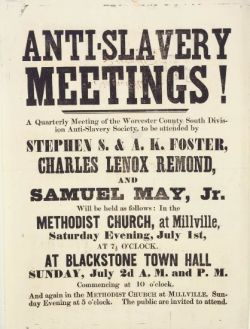 ANTI-SLAVERY
MEETINGS!
A Quarterly Meeting of the Worcester County South Divis-
ion Anti-Slavery Society, to be attended by
STEPHEN S. & A. K. FOSTER,
CHARLES LENOX REMOND,
AND
SAMUEL MAY, Jr.
Will be held as follows: In the
METHODIST CHURCH, at Millville,
Saturday Evening, July 1st,
AT 7½ O'CLOCK.
AT BLACKSTONE TOWN HALL
SUNDAY, July 2d A. M. and P. M.
Commencing at 10 o'clock.
And again in the METHODIST CHURCH at MILLVILLE, Sun-
day Evening at 5 o'clock. The public are invited to attend.